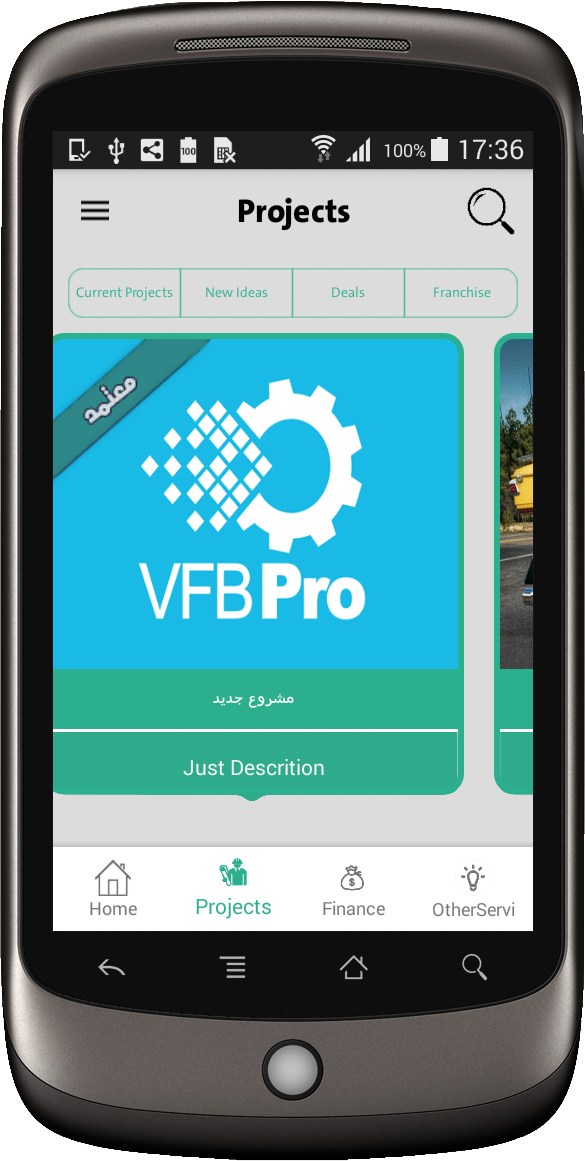 100
100%
17:36
Projects
Current Projects
New Ideas
Deals
Franchise
معتمد
VFB Pro
مشروع جديد
Just Descrition
Home
Projects
Finance
OtherServi